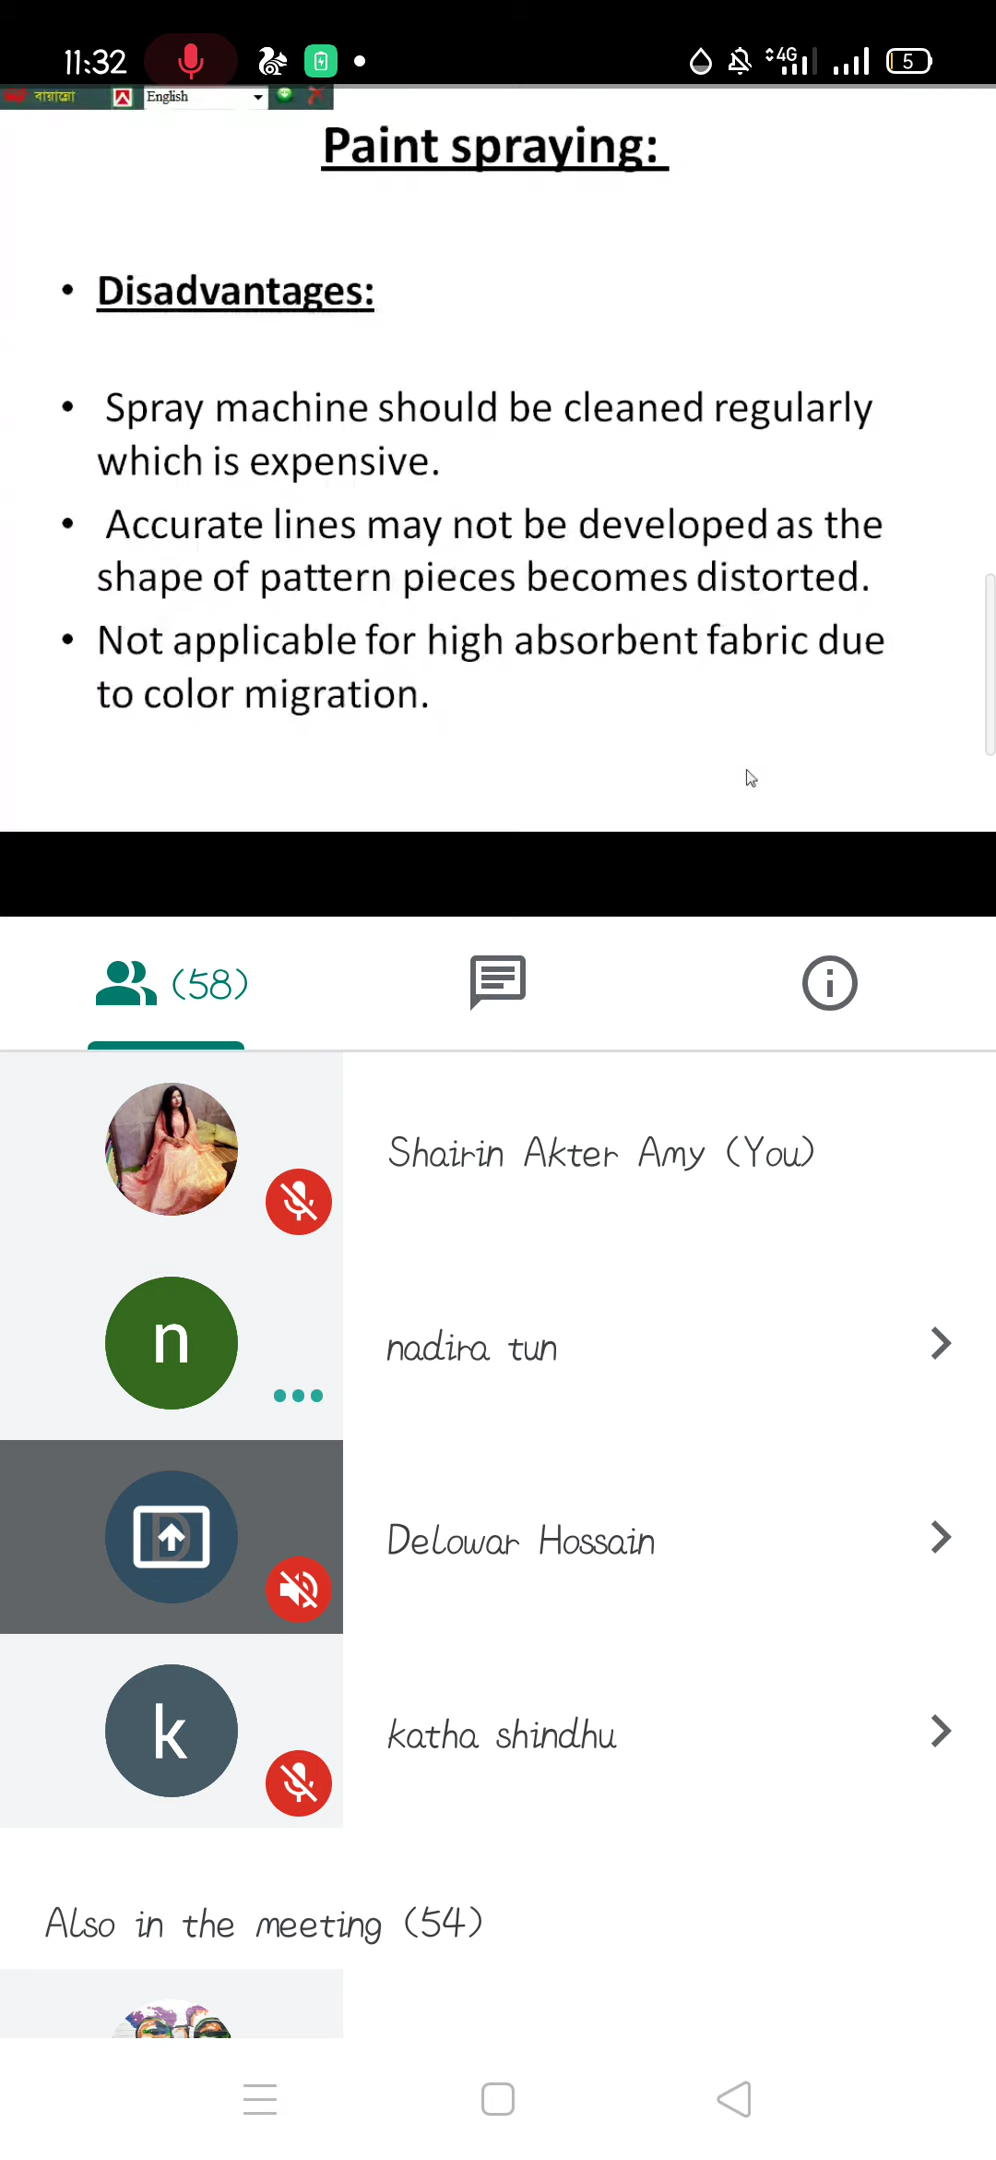 11:32
4G
5
বায়ান্নো
English
Paint spraying:
• Disadvantages:
• Spray machine should be cleaned regularly
which is expensive.
• Accurate lines may not be developed as the
shape of pattern pieces becomes distorted.
• Not applicable for high absorbent fabric due
to color migration.
(58)
Shairin Akter Amy (You)
n
nadira tun
D
Delowar Hossain
k
katha shindhu
Also in the meeting (54)